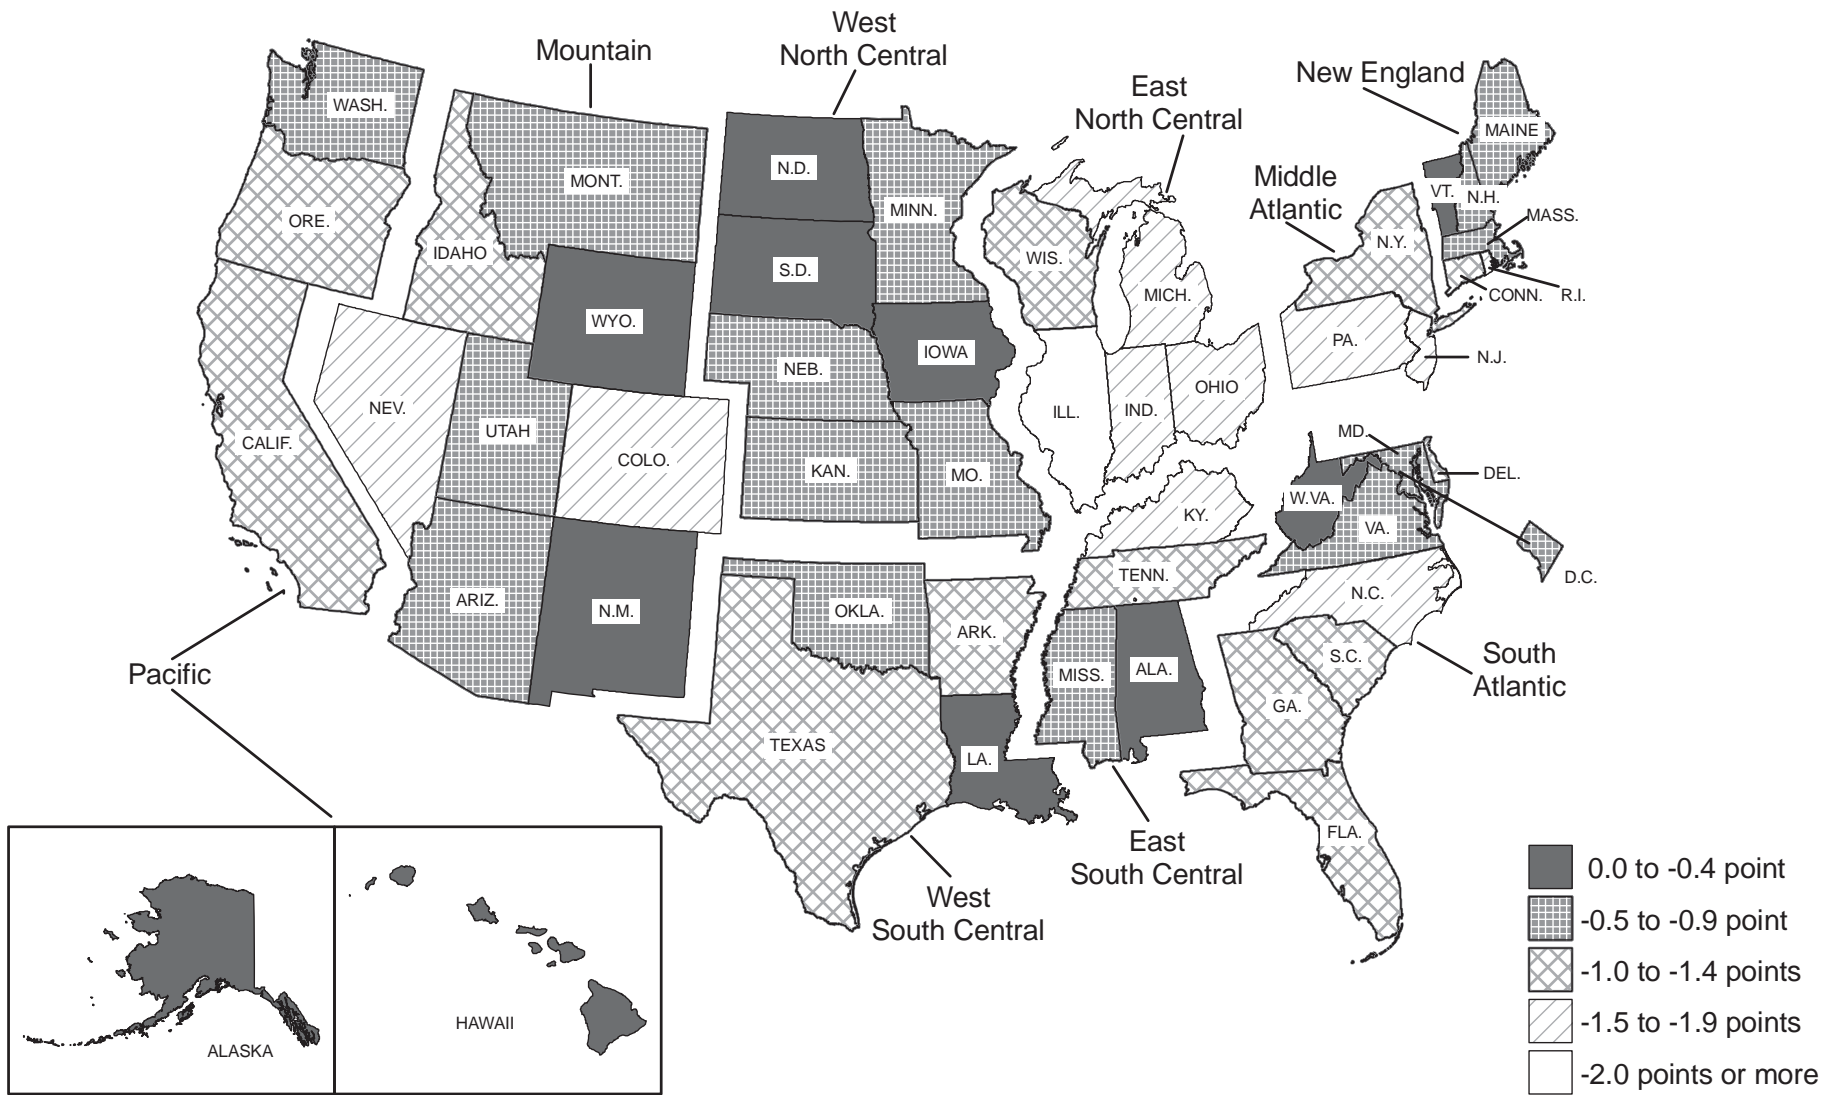 West
North Central
Mountain
New England
East
North Central
WASH.
MAINE
N.D.
MONT.
Middle
Atlantic
VT.
N.H.
MINN.
MASS.
ORE.
N.Y.
IDAHO
WIS.
S.D.
MICH.
CONN.
R.I.
WYO.
PA.
IOWA
N.J.
NEB.
OHIO
NEV.
ILL.
IND.
UTAH
MD.
CALIF.
COLO.
KAN.
MO.
DEL.
W.VA.
KY.
VA.
TENN.
D.C.
ARIZ.
N.C.
N.M.
OKLA.
ARK.
South
Atlantic
S.C.
Pacific
MISS.
ALA.
GA.
TEXAS
LA.
FLA.
East
South Central
West
South Central
HAWAII
ALASKA
0.0 to -0.4 point
-0.5 to -0.9 point
-1.0 to -1.4 points
-1.5 to -1.9 points
-2.0 points or more